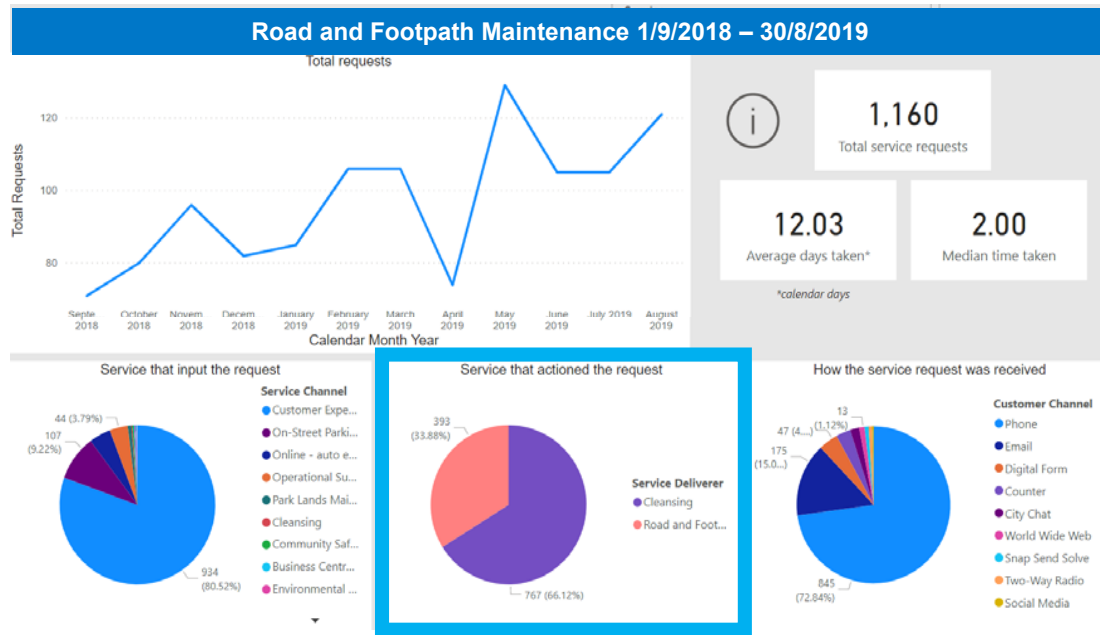 Road and Footpath Maintenance 1/9/2018 – 30/8/2019
Total requests
Total Requests
120
100
80
Septe... 2018
October 2018
Novem... 2018
Decem... 2018
January 2019
February 2019
March 2019
April 2019
May 2019
June 2019
July 2019
August 2019
Calendar Month Year
i
1,160
Total service requests
12.03
Average days taken*
2.00
Median time taken
*calendar days
Service that input the request
44 (3.79%)
107
(9.22%)
934
(80.52%)
Service Channel
Customer Expe...
On-Street Parki...
Online - auto e...
Operational Su...
Park Lands Mai...
Cleansing
Community Saf...
Business Centr...
Environmental ...
Service that actioned the request
393
(33.88%)
767 (66.12%)
Service Deliverer
Cleansing
Road and Foot...
How the service request was received
13
(1.12%)
47 (4....)
175
(15.0...)
845
(72.84%)
Customer Channel
Phone
Email
Digital Form
Counter
City Chat
World Wide Web
Snap Send Solve
Two-Way Radio
Social Media